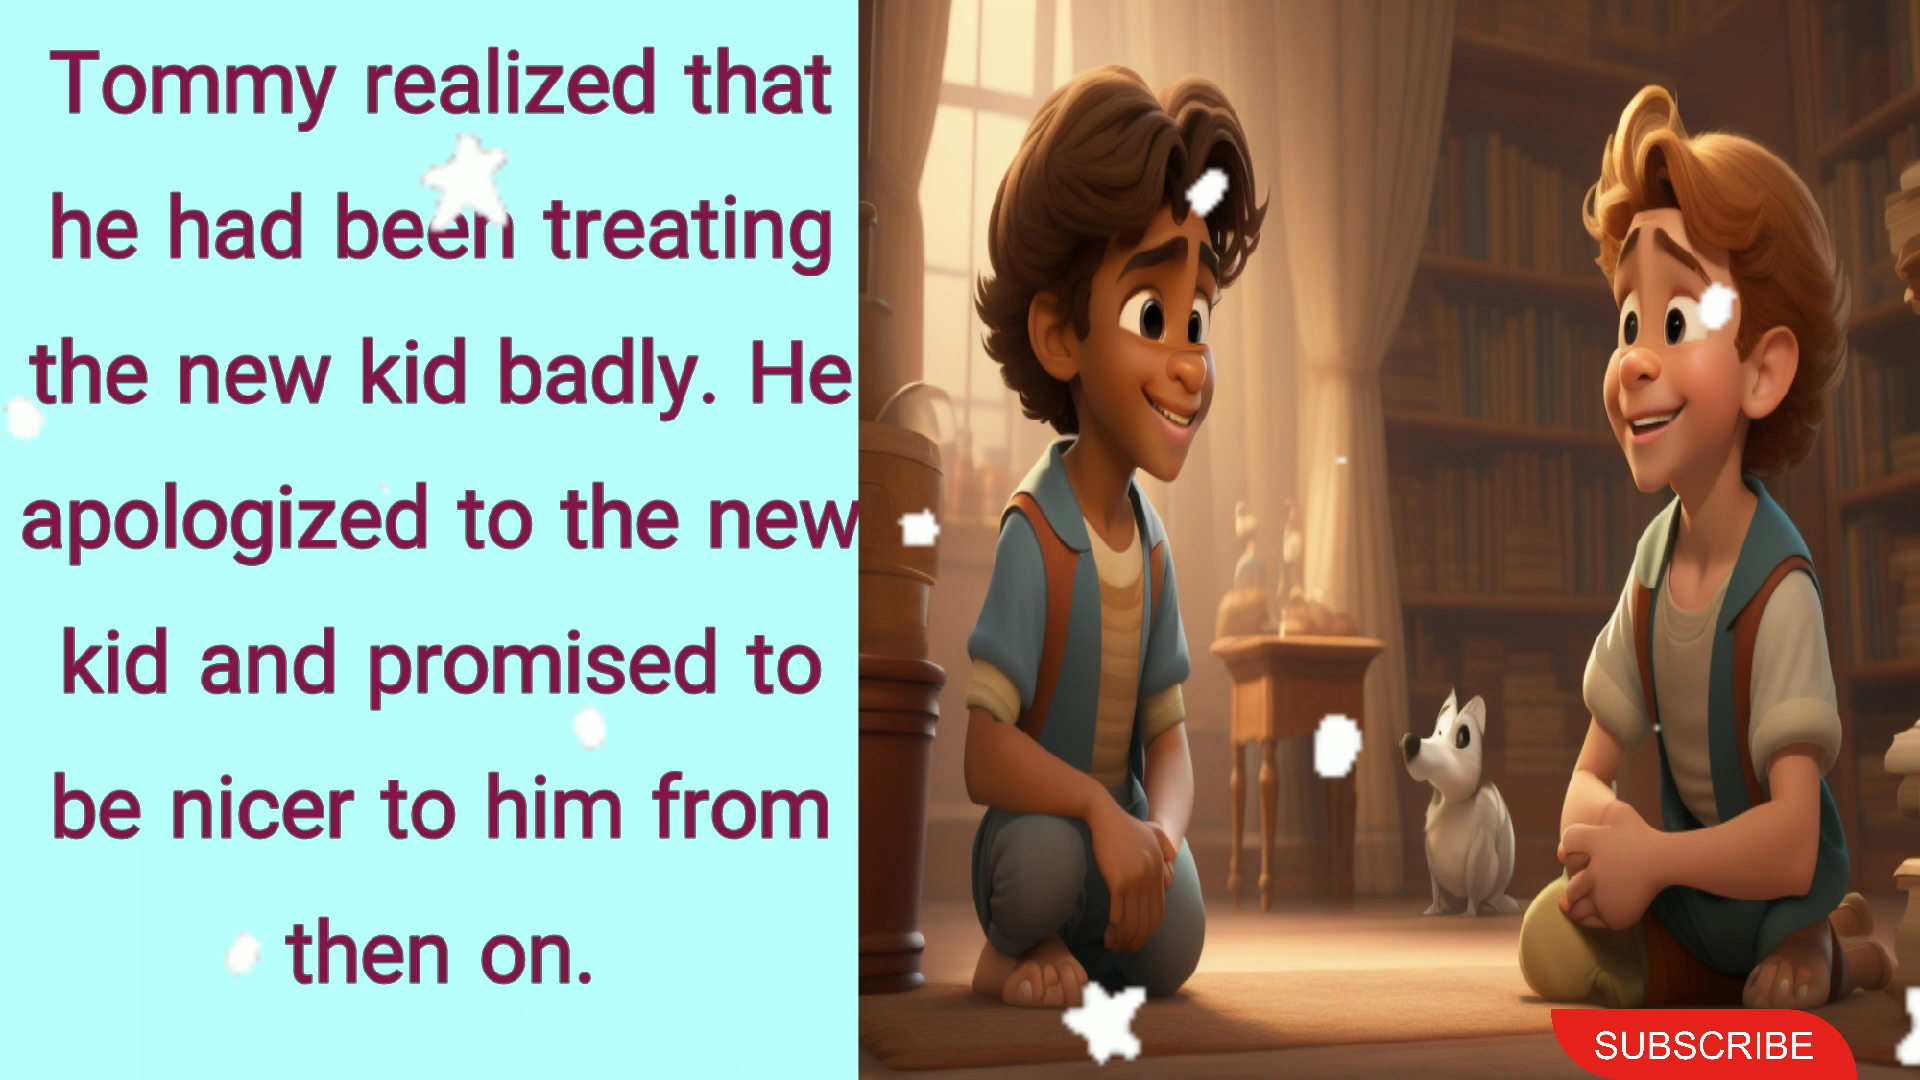 Tommy realized that
he had been treating
the new kid badly. He
apologized to the new
kid and promised to
be nicer to him from
then on.
SUBSCRIBE